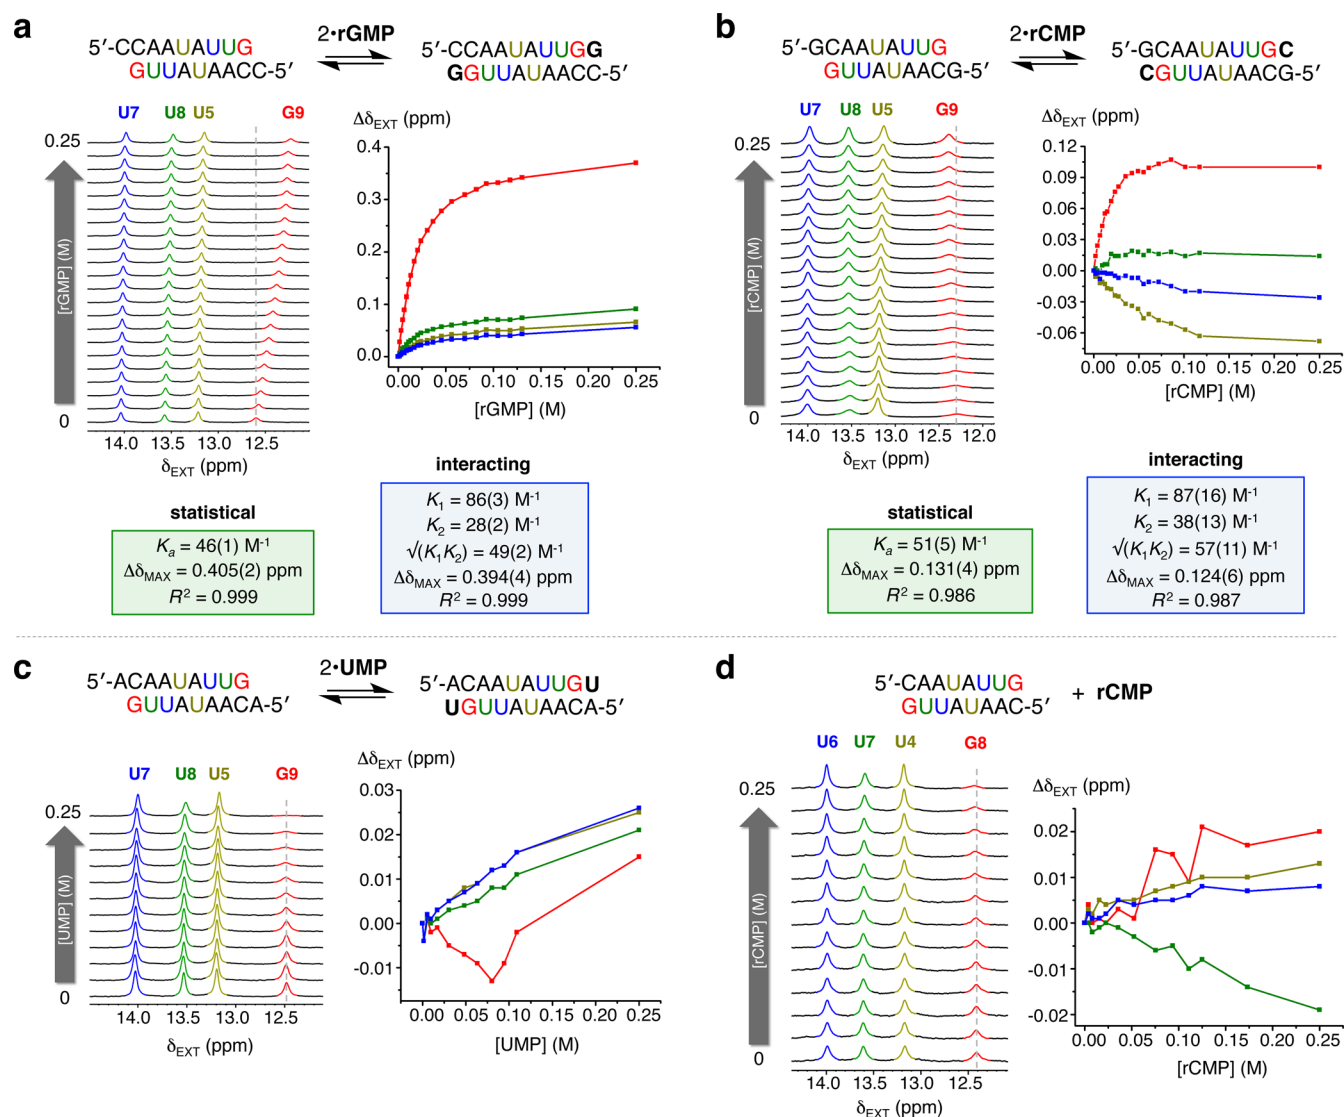 a
5′-CCAAUAUUG
GUUAUAACC-5′
2•rGMP
5′-CCAAUAUUGG
GGUUAUAACC-5′
U7 U8 U5 G9
0.25
[rGMP] (M)
0
14.0 13.5 13.0 12.5
δEXT (ppm)
ΔδEXT (ppm)
0.4
0.3
0.2
0.1
0.0
0.00 0.05 0.10 0.15 0.20 0.25
[rGMP] (M)
statistical
Ka = 46(1) M-1
ΔδMAX = 0.405(2) ppm
R2 = 0.999
interacting
K1 = 86(3) M-1
K2 = 28(2) M-1
√(K1K2) = 49(2) M-1
ΔδMAX = 0.394(4) ppm
R2 = 0.999
b
5′-GCAAUAUUG
GUUAUAACG-5′
2•rCMP
5′-GCAAUAUUGC
CGUUAUAACG-5′
U7 U8 U5 G9
0.25
[rCMP] (M)
0
14.0 13.5 13.0 12.5 12.0
δEXT (ppm)
ΔδEXT (ppm)
0.12
0.09
0.06
0.03
0.00
-0.03
-0.06
0.00 0.05 0.10 0.15 0.20 0.25
[rCMP] (M)
statistical
Ka = 51(5) M-1
ΔδMAX = 0.131(4) ppm
R2 = 0.986
interacting
K1 = 87(16) M-1
K2 = 38(13) M-1
√(K1K2) = 57(11) M-1
ΔδMAX = 0.124(6) ppm
R2 = 0.987
c
5′-ACAAUAUUG
GUUAUAACA-5′
2•UMP
5′-ACAAUAUUGU
UGUUAUAACA-5′
U7 U8 U5 G9
0.25
[UMP] (M)
0
14.0 13.5 13.0 12.5
δEXT (ppm)
ΔδEXT (ppm)
0.03
0.02
0.01
0.00
-0.01
0.00 0.05 0.10 0.15 0.20 0.25
[UMP] (M)
d
5′-CAAUAUUG
GUUAUAAC-5′
+ rCMP
U6 U7 U4 G8
0.25
[rCMP] (M)
0
14.0 13.5 13.0 12.5
δEXT (ppm)
ΔδEXT (ppm)
0.02
0.01
0.00
-0.01
-0.02
0.00 0.05 0.10 0.15 0.20 0.25
[rCMP] (M)